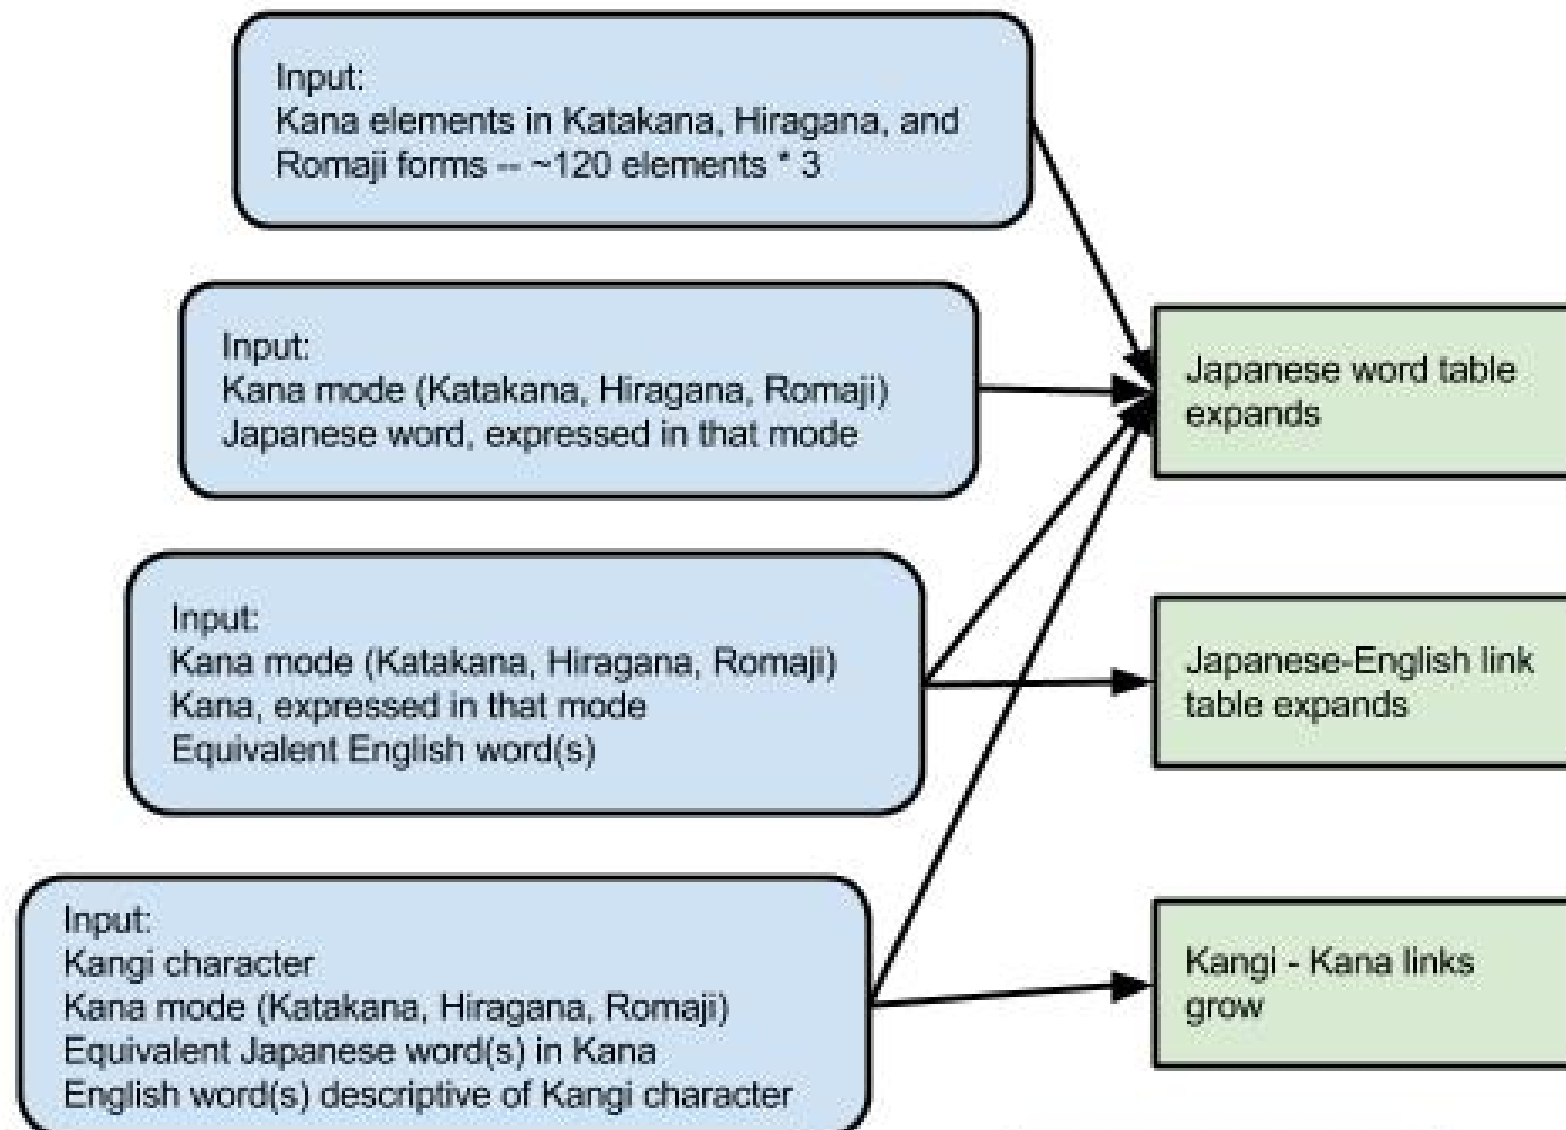 Input:
Kana elements in Katakana, Hiragana, and
Romaji forms -- ~120 elements * 3
Input:
Kana mode (Katakana, Hiragana, Romaji)
Japanese word, expressed in that mode
Japanese word table
expands
Input:
Kana mode (Katakana, Hiragana, Romaji)
Kana, expressed in that mode
Equivalent English word(s)
Japanese-English link
table expands
Input:
Kangi character
Kana mode (Katakana, Hiragana, Romaji)
Equivalent Japanese word(s) in Kana
English word(s) descriptive of Kangi character
Kangi - Kana links
grow